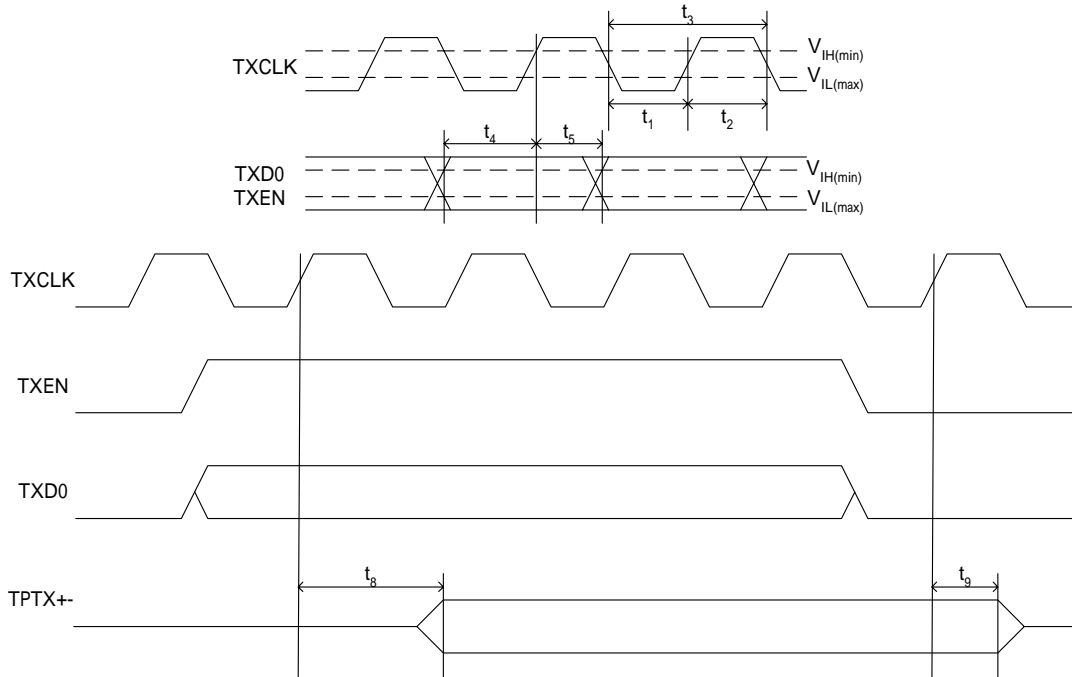 t3
TXCLK
VIH(min)
VIL(max)
t1
t2
t4
t5
TXD0
TXEN
VIH(min)
VIL(max)
TXCLK
TXEN
TXD0
t8
t9
TPTX+-